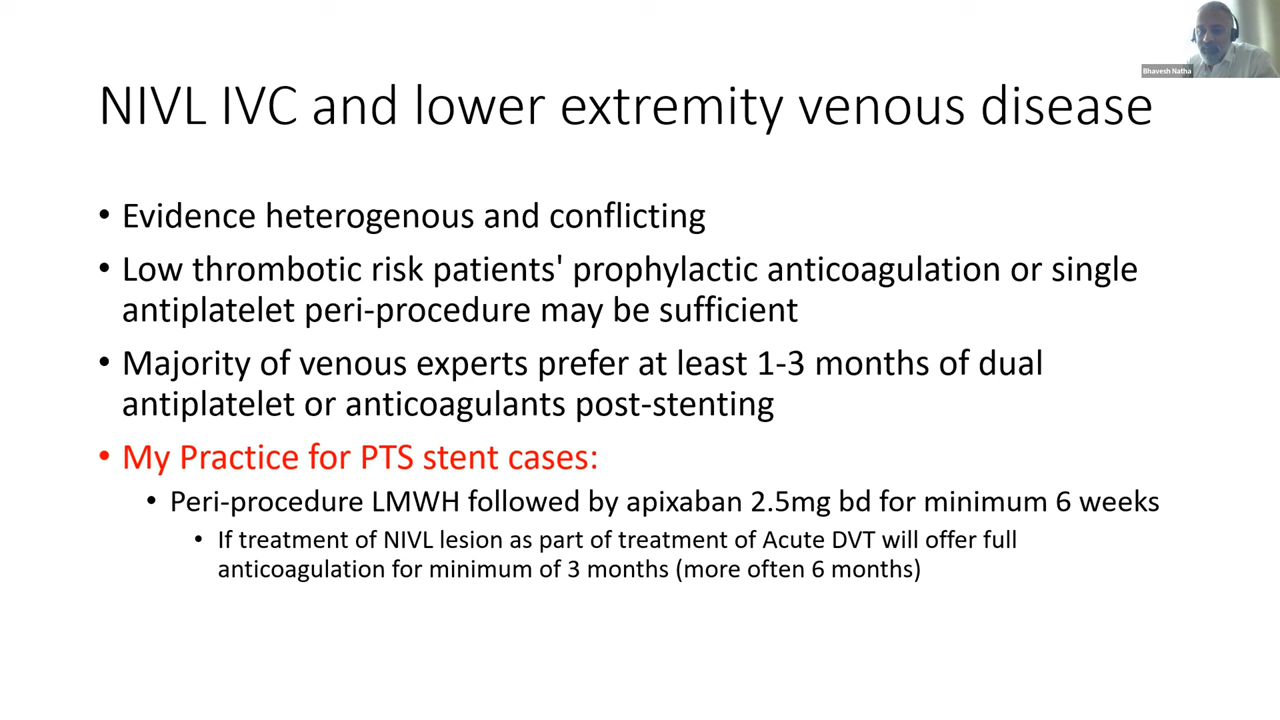 Bhavesh Natha
NIVL IVC and lower extremity venous disease
• Evidence heterogenous and conflicting
• Low thrombotic risk patients' prophylactic anticoagulation or single
antiplatelet peri-procedure may be sufficient
• Majority of venous experts prefer at least 1-3 months of dual
antiplatelet or anticoagulants post-stenting
• My Practice for PTS stent cases:
• Peri-procedure LMWH followed by apixaban 2.5mg bd for minimum 6 weeks
• If treatment of NIVL lesion as part of treatment of Acute DVT will offer full
anticoagulation for minimum of 3 months (more often 6 months)